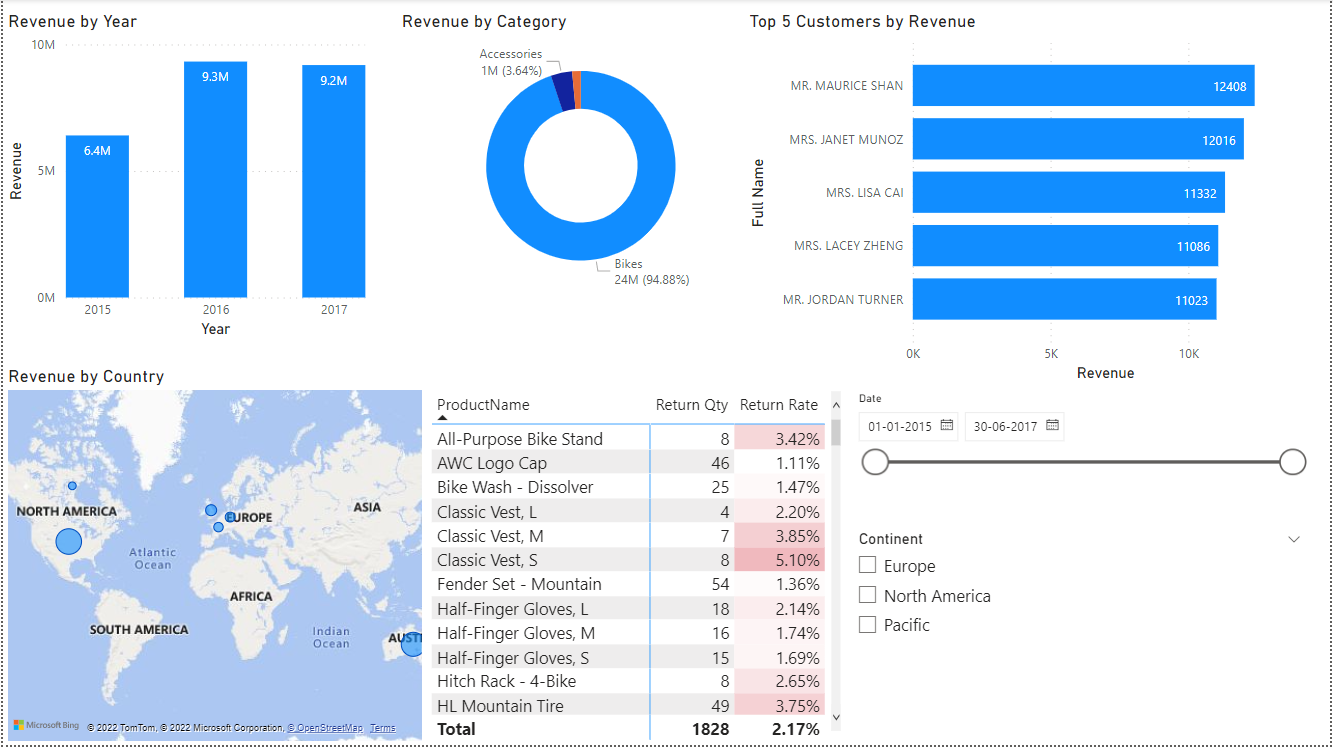 Revenue by Year
10M
5M
0M
Revenue
9.3M
9.2M
6.4M
2015
2016
2017
Year
Revenue by Category
Accessories
1M (3.64%)
Bikes
24M (94.88%)
Top 5 Customers by Revenue
Full Name
MR. MAURICE SHAN 12408
MRS. JANET MUNOZ 12016
MRS. LISA CAI 11332
MRS. LACEY ZHENG 11086
MR. JORDAN TURNER 11023
0K 5K 10K
Revenue
Revenue by Country
NORTH AMERICA
EUROPE
ASIA
Atlantic
Ocean
AFRICA
SOUTH AMERICA
Indian
Ocean
AUST
Microsoft Bing
© 2022 TomTom, © 2022 Microsoft Corporation, © OpenStreetMap Terms
ProductName Return Qty Return Rate
All-Purpose Bike Stand 8 3.42%
AWC Logo Cap 46 1.11%
Bike Wash - Dissolver 25 1.47%
Classic Vest, L 4 2.20%
Classic Vest, M 7 3.85%
Classic Vest, S 8 5.10%
Fender Set - Mountain 54 1.36%
Half-Finger Gloves, L 18 2.14%
Half-Finger Gloves, M 16 1.74%
Half-Finger Gloves, S 15 1.69%
Hitch Rack - 4-Bike 8 2.65%
HL Mountain Tire 49 3.75%
Total 1828 2.17%
Date
01-01-2015 30-06-2017
Continent
Europe
North America
Pacific